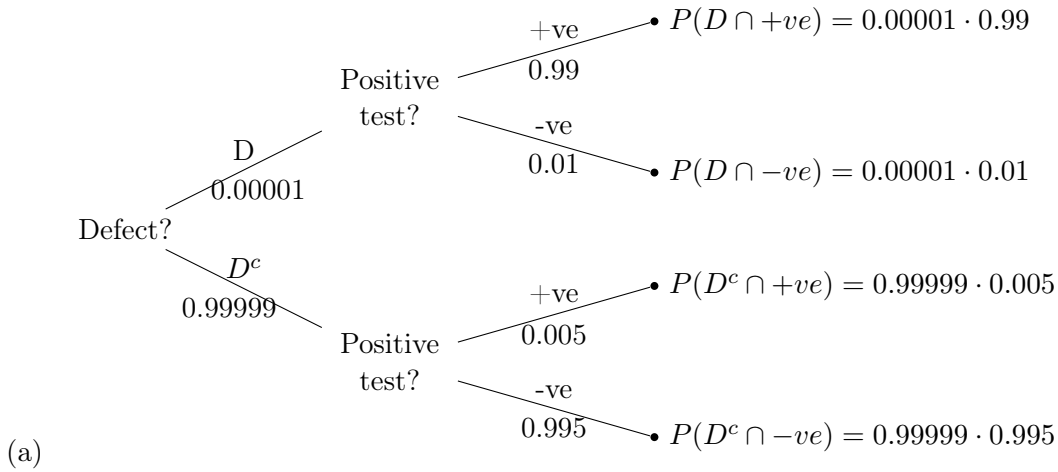 +ve
0.99
P(D ∩ +ve) = 0.00001 · 0.99
Positive
test?
-ve
0.01
P(D ∩ −ve) = 0.00001 · 0.01
D
0.00001
Defect?
D^c
0.99999
+ve
0.005
P(D^c ∩ +ve) = 0.99999 · 0.005
Positive
test?
-ve
0.995
P(D^c ∩ −ve) = 0.99999 · 0.995
(a)